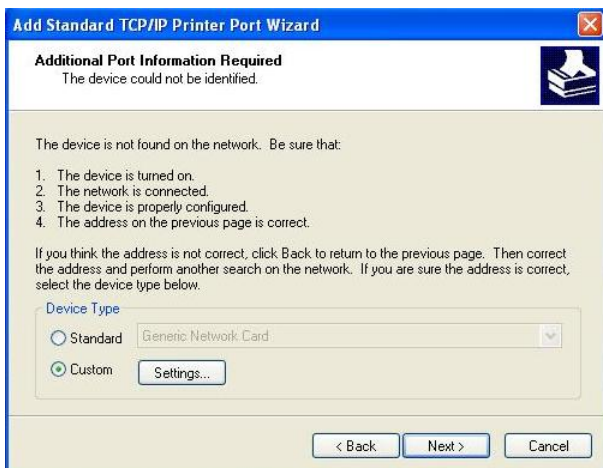 Add Standard TCP/IP Printer Port Wizard
Additional Port Information Required
The device could not be identified.
The device is not found on the network. Be sure that:
1. The device is turned on.
2. The network is connected.
3. The device is properly configured.
4. The address on the previous page is correct.
If you think the address is not correct, click Back to return to the previous page. Then correct
the address and perform another search on the network. If you are sure the address is correct,
select the device type below.
Device Type
Standard Generic Network Card
Custom Settings...
< Back Next > Cancel